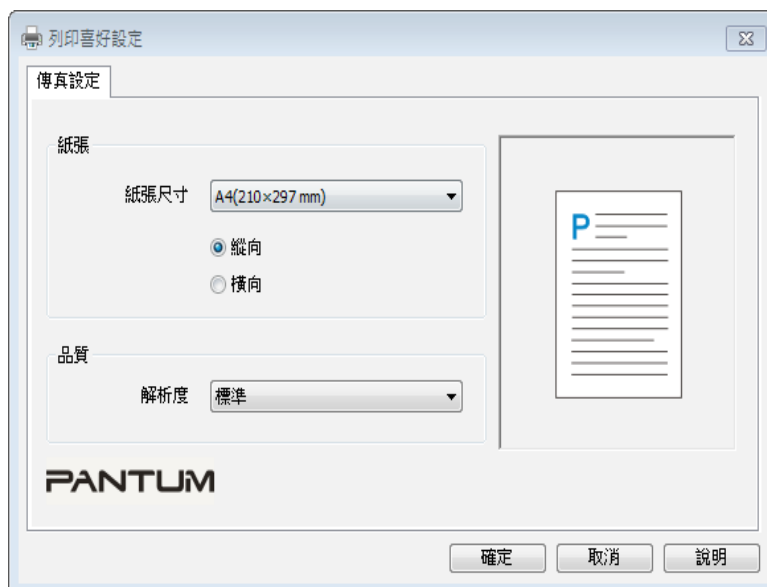 列印喜好設定
傳真設定
紙張
紙張尺寸 A4(210×297 mm)
縱向
橫向
品質
解析度 標準
P
PANTUM
確定 取消 說明